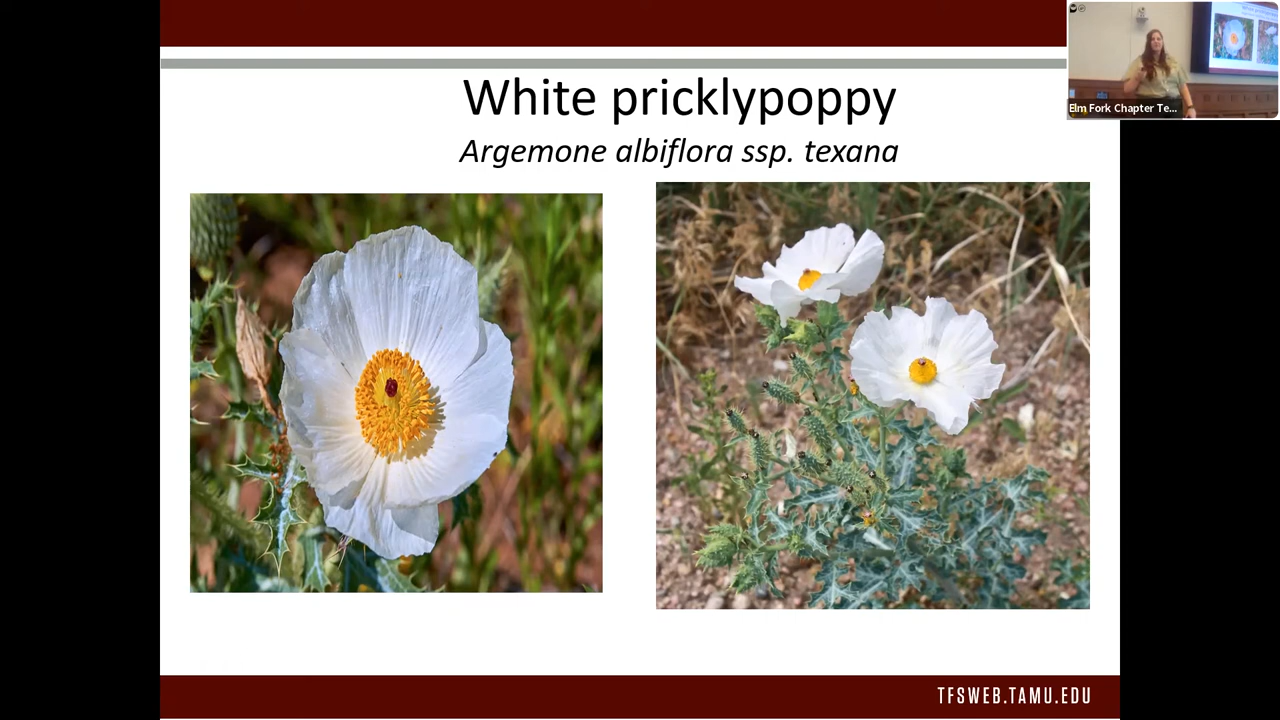 White pricklypoppy
Argemone albiflora ssp. texana
Elm Fork Chapter Te...
TFSWEB.TAMU.EDU